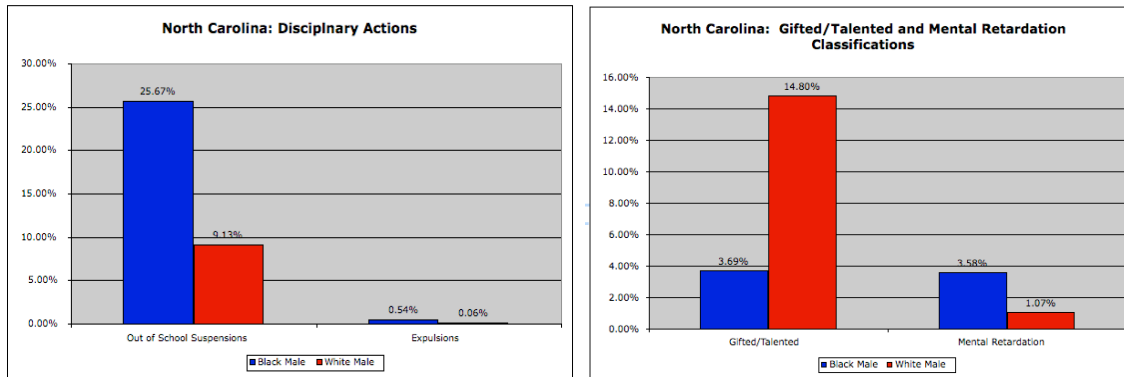 North Carolina: Disciplnary Actions
30.00%
25.00%
20.00%
15.00%
10.00%
5.00%
0.00%
25.67%
9.13%
0.54%
0.06%
Out of School Suspensions
Expulsions
Black Male
White Male
North Carolina: Gifted/Talented and Mental Retardation
Classifications
16.00%
14.00%
12.00%
10.00%
8.00%
6.00%
4.00%
2.00%
0.00%
3.69%
14.80%
3.58%
1.07%
Gifted/Talented
Mental Retardation
Black Male
White Male